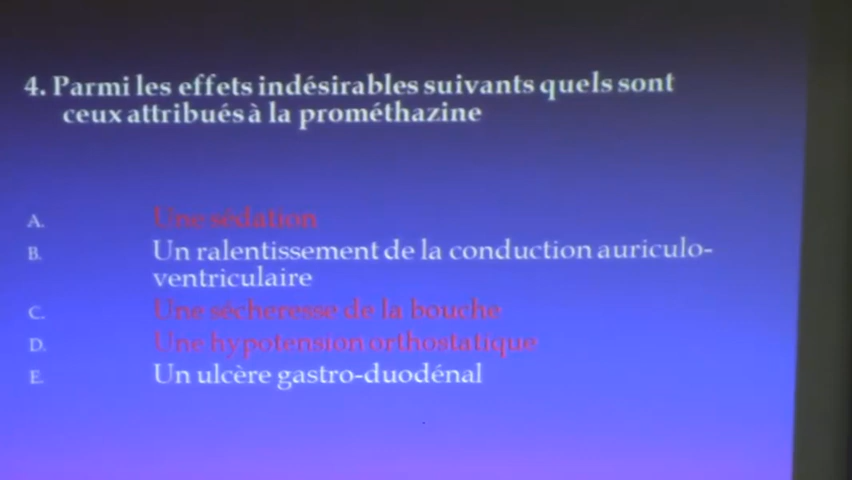 4. Parmi les effets indésirables suivants quels sont
ceux attribués à la prométhazine
A. Une sédation
B. Un ralentissement de la conduction auriculo-
ventriculaire
C. Une sécheresse de la bouche
D. Une hypotension orthostatique
E. Un ulcère gastro-duodénal